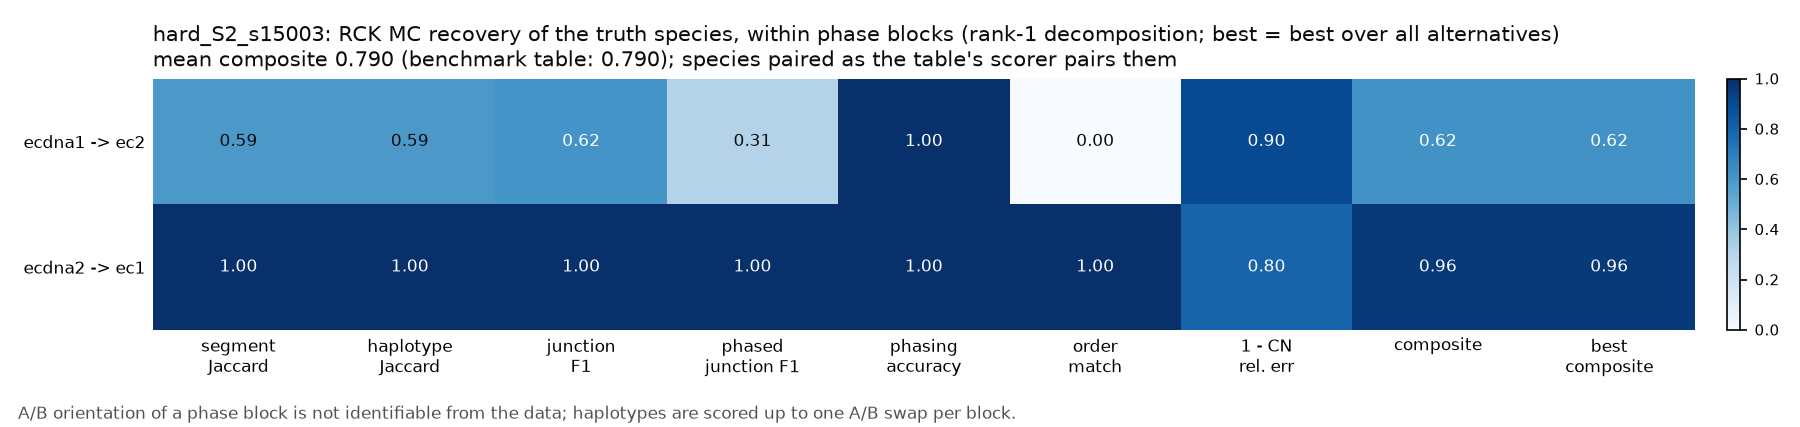 hard_S2_s15003: RCK MC recovery of the truth species, within phase blocks (rank-1 decomposition; best = best over all alternatives)
mean composite 0.790 (benchmark table: 0.790); species paired as the table's scorer pairs them
ecdna1 -> ec2 0.59 0.59 0.62 0.31 1.00 0.00 0.90 0.62 0.62
ecdna2 -> ec1 1.00 1.00 1.00 1.00 1.00 1.00 0.80 0.96 0.96
segment haplotype junction phased phasing order 1 - CN composite best
Jaccard Jaccard F1 junction F1 accuracy match rel. err composite
1.0
0.8
0.6
0.4
0.2
0.0
A/B orientation of a phase block is not identifiable from the data; haplotypes are scored up to one A/B swap per block.